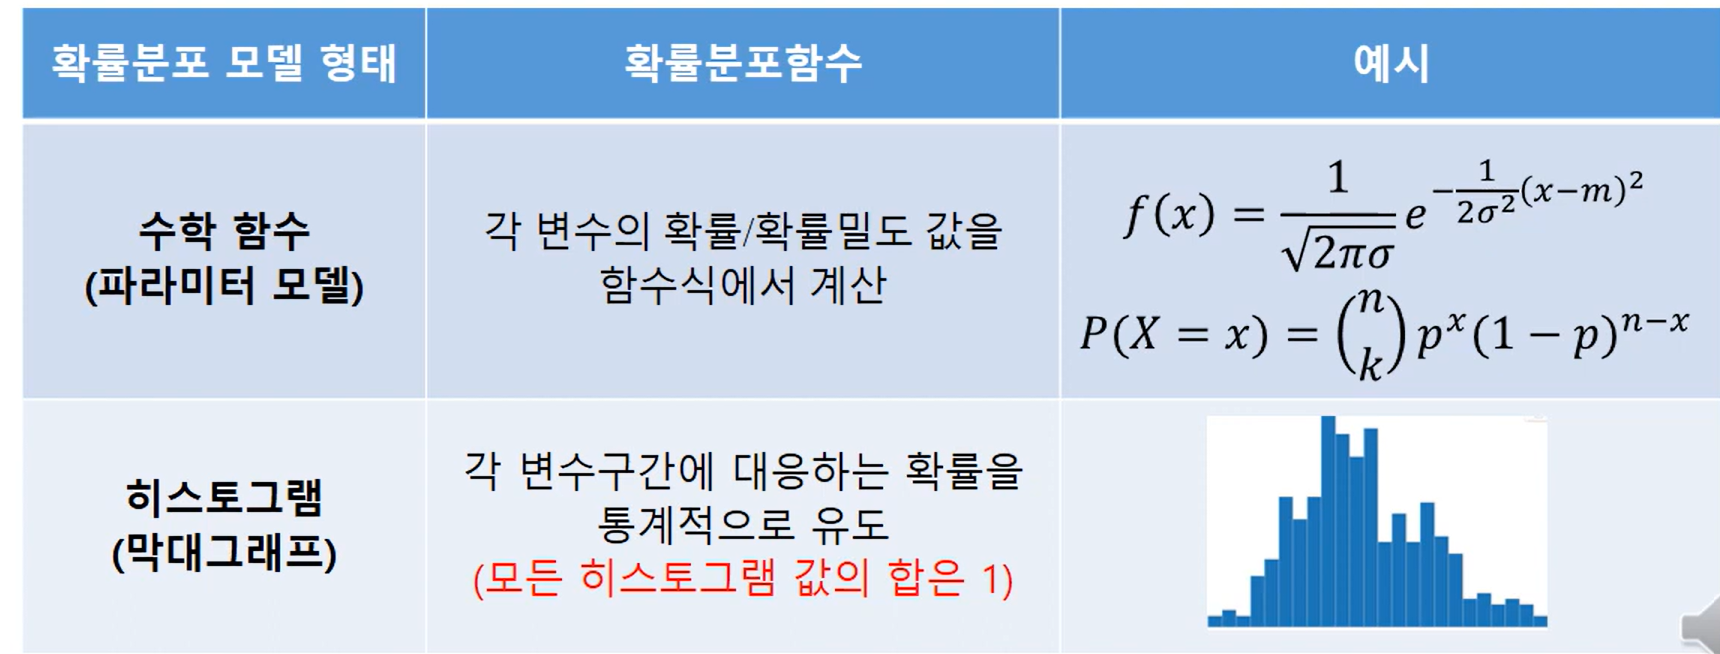 확률분포 모델 형태
확률분포함수
예시
수학 함수
(파라미터 모델)
각 변수의 확률/확률밀도 값을
함수식에서 계산
f(x) = \frac{1}{\sqrt{2πσ}} e^{-\frac{1}{2σ^2}(x-m)^2}
P(X = x) = \binom{n}{k} p^x (1 - p)^{n-x}
히스토그램
(막대그래프)
각 변수구간에 대응하는 확률을
통계적으로 유도
(모든 히스토그램 값의 합은 1)